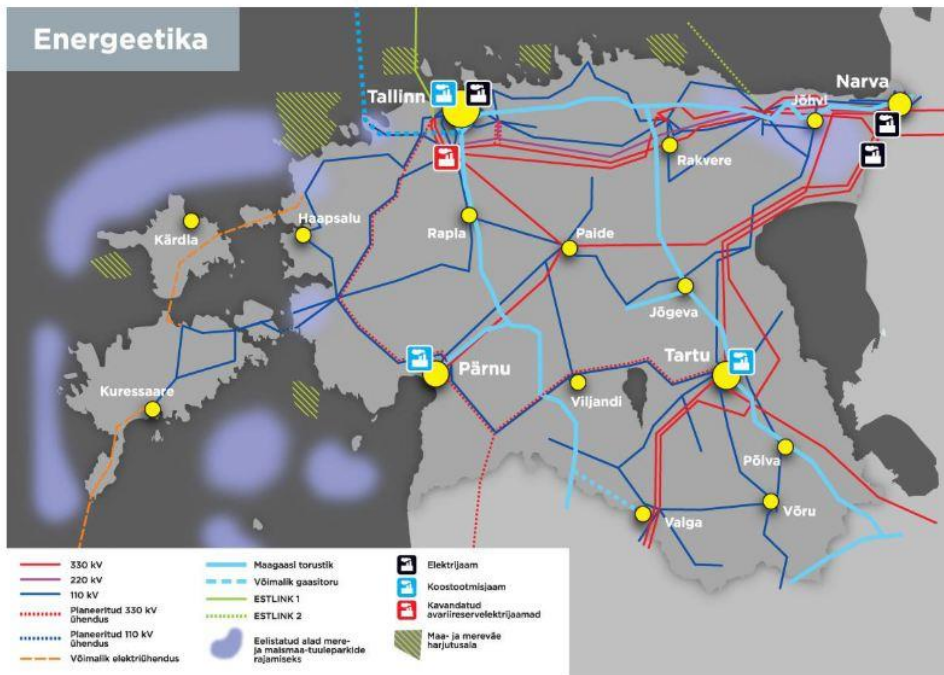 Energeetika
Tallinn
Narva
Jõhvi
Rakvere
Haapsalu
Kärdla
Rapla
Paide
Jõgeva
Kuressaare
Pärnu
Viljandi
Tartu
Põlva
Valga
Võru
330 kV
220 kV
110 kV
Planeeritud 330 kV
ühendus
Planeeritud 110 kV
ühendus
Võimalik elektriühendus
Maagaasi torustik
Võimalik gaasitoru
ESTLINK 1
ESTLINK 2
Eelistatud alad mere-
ja maismaa-tuuleparkide
rajamiseks
Elektrijaam
Koostootmisjaam
Kavandatud
avariireservelektrijaamad
Maa- ja mereväe
harjutusala